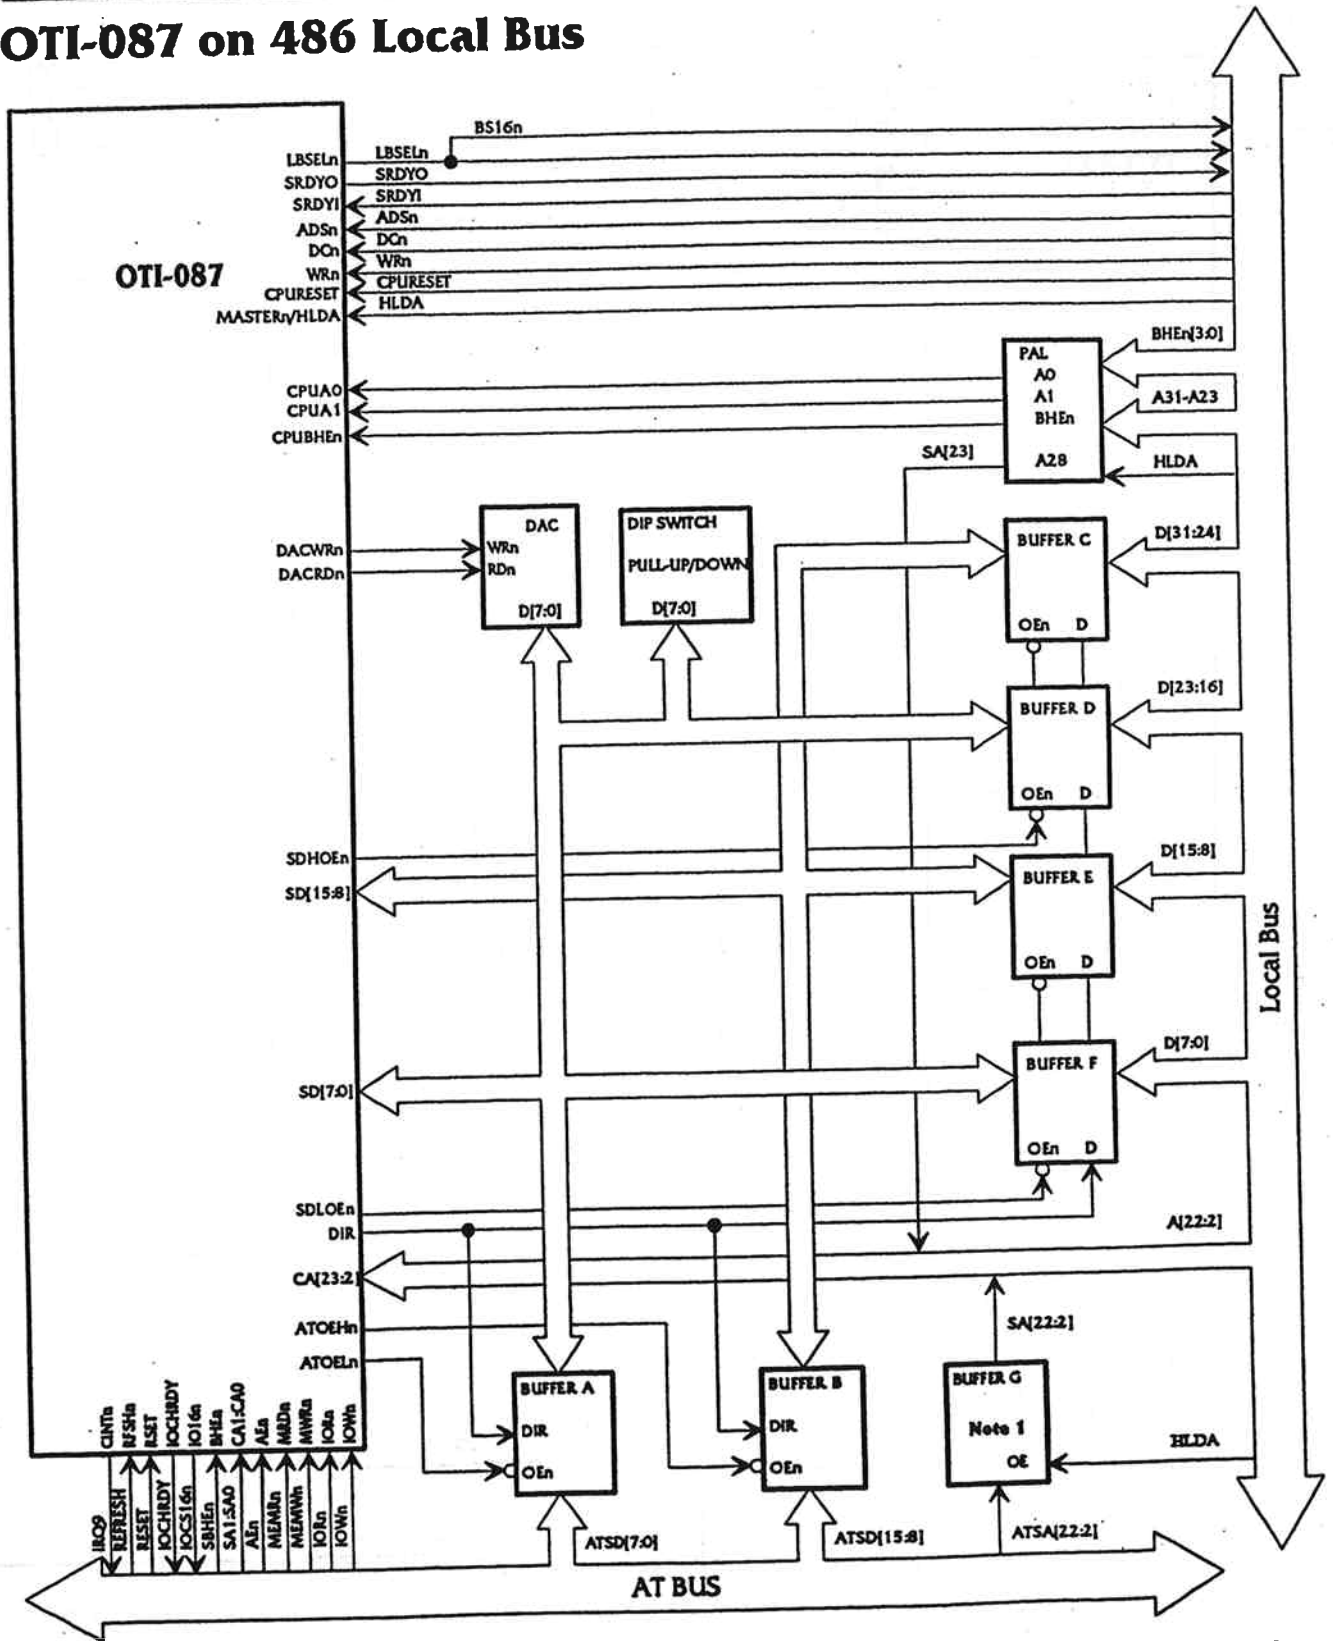 OTI-087 on 486 Local Bus
BS16n
LBSELn
LBSELn
SRDYO
SRDYO
SRDYI
SRDYI
ADSn
ADSn
DCn
DCn
WRn
WRn
CPURESET
CPURESET
MASTERn/HLDA
HLDA
OTI-087
BHEn[3:0]
PAL
A0
A1
BHEn
A28
A31-A23
HLDA
CPUA0
CPUA1
CPUBHEn
SA[23]
DAC
WRn
RDn
D[7:0]
DIP SWITCH
PULL-UP/DOWN
D[7:0]
DACWRn
DACRDn
BUFFER C
OEn D
D[31:24]
BUFFER D
OEn D
D[23:16]
SDHOEn
SD[15:8]
BUFFER E
OEn D
D[15:8]
Local Bus
SD[7:0]
BUFFER F
OEn D
D[7:0]
SDLOEn
DIR
A[22:2]
CA[23:2]
ATOEHn
ATOELn
SA[22:2]
BUFFER A
DIR
OEn
BUFFER B
DIR
OEn
BUFFER G
Note 1
OE
HLDA
CINTn
RFSHn
RSET
IOCHRDY
IO16n
BHEn
CA1:CA0
AEn
MRDn
MWRn
IORn
IOWn
IRQ9
REFRESH
RESET
IOCHRDY
IOCS16n
SBHEn
SA1:SA0
AEn
MEMRn
MEMWn
IORn
IOWn
ATSD[7:0]
ATSD[15:8]
ATSA[22:2]
AT BUS